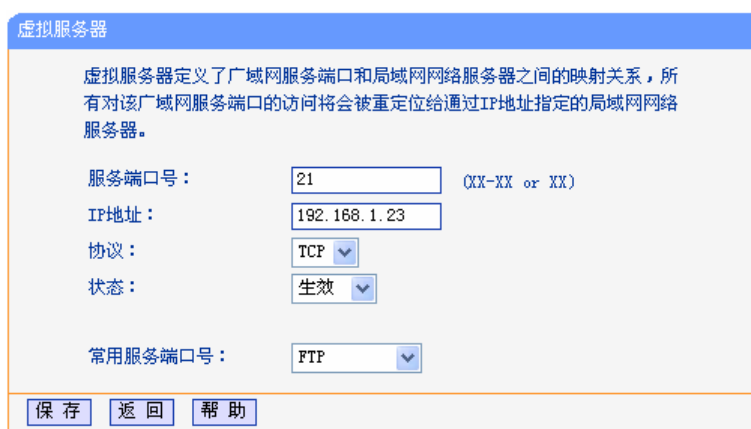 虚拟服务器
虚拟服务器定义了广域网服务端口和局域网网络服务器之间的映射关系，所
有对该广域网服务端口的访问将会被重定位给通过IP地址指定的局域网网络
服务器。
服务端口号： 21 (XX-XX or XX)
IP地址： 192.168.1.23
协议： TCP
状态： 生效
常用服务端口号： FTP
保 存 返 回 帮 助